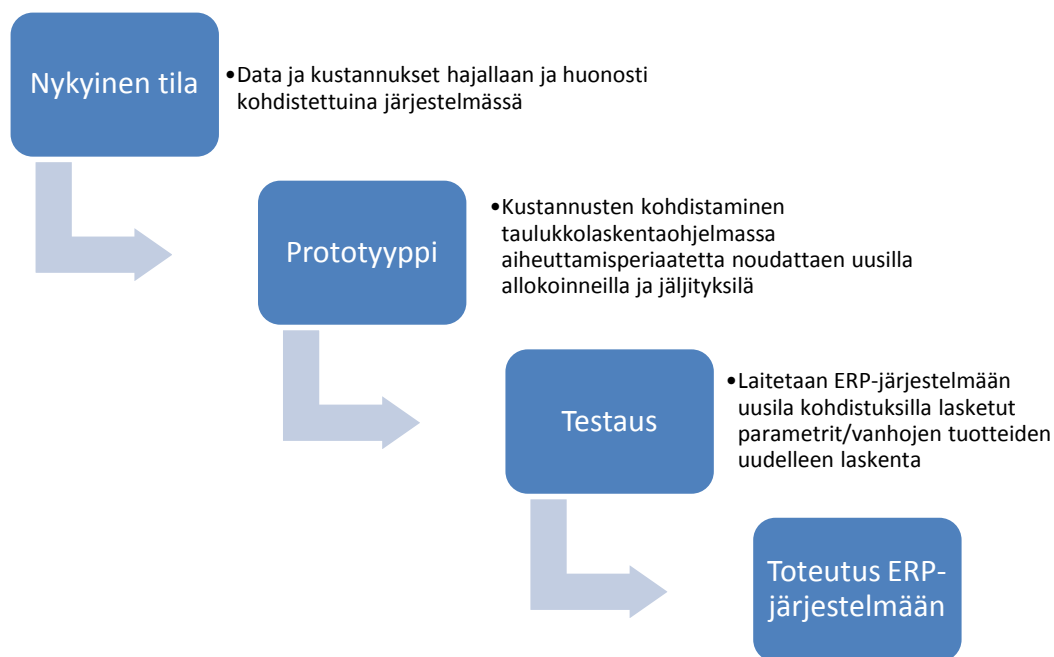 Nykyinen tila
•Data ja kustannukset hajallaan ja huonosti
kohdistettuina järjestelmässä
Prototyyppi
•Kustannusten kohdistaminen
taulukkolaskentaohjelmassa
aiheuttamisperiaatetta noudattaen uusilla
allokoinneilla ja jäljityksilä
Testaus
•Laitetaan ERP-järjestelmään
uusila kohdistuksilla lasketut
parametrit/vanhojen tuotteiden
uudelleen laskenta
Toteutus ERP-
järjestelmään